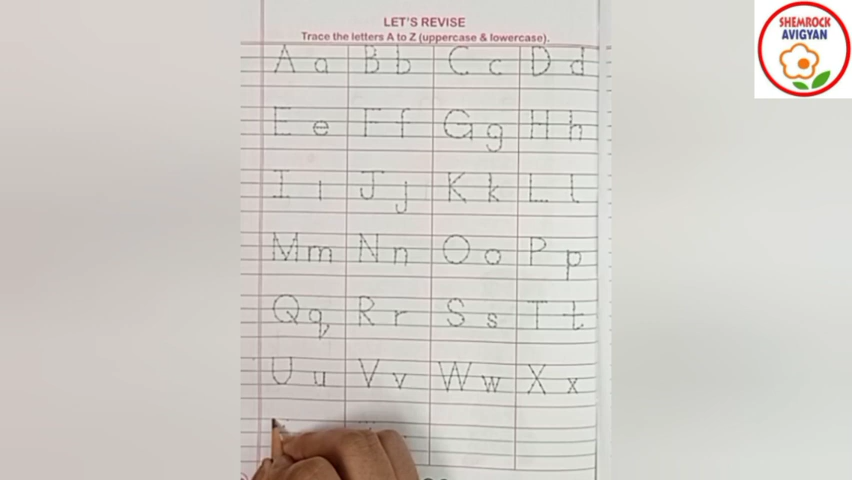 LET'S REVISE
Trace the letters A to Z (uppercase & lowercase).
A a B b C c D d
E e F f G g H h
I i J j K k L l
M m N n O o P p
Q q R r S s T t
U u V v W w X x
SHEMROCK
AVIGYAN